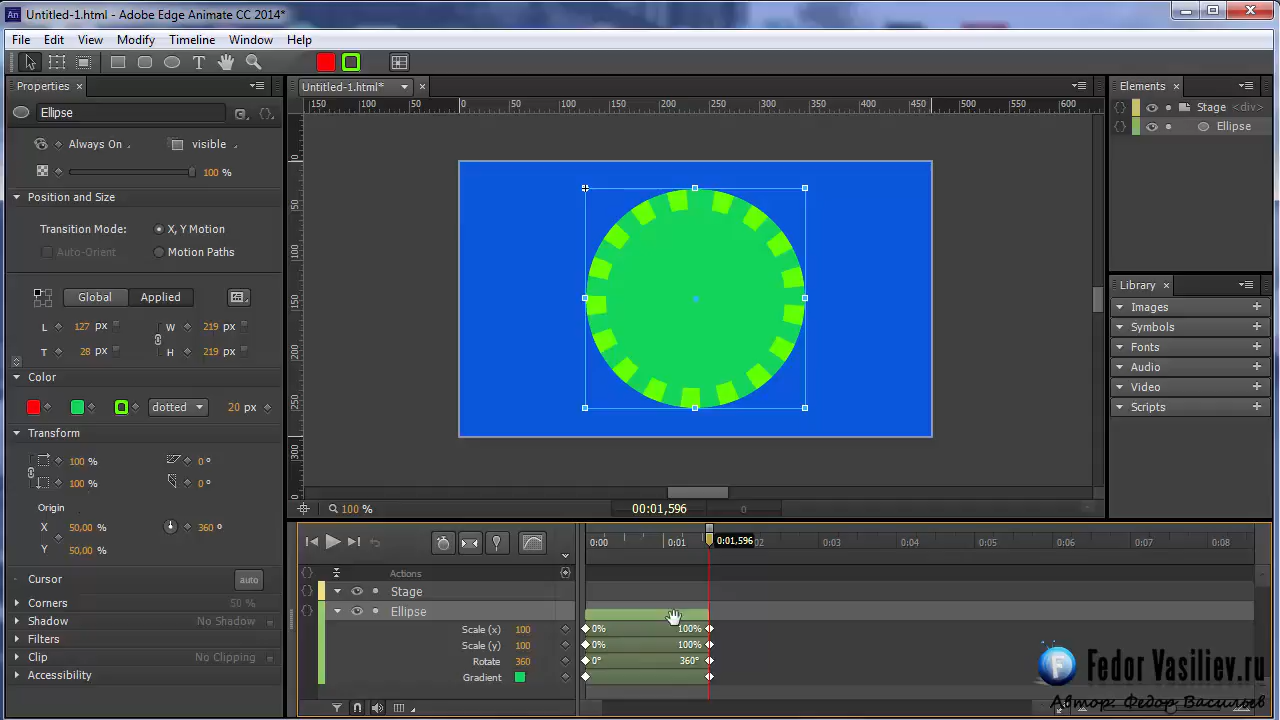 Untitled-1.html - Adobe Edge Animate CC 2014*
File Edit View Modify Timeline Window Help
Properties
Untitled-1.html*
Elements
150 100 50 0 50 100 150 200 250 300 350 400 450 500 550 600
Stage <div>
Ellipse
Ellipse
Always On
visible
100 %
Position and Size
Transition Mode:
X, Y Motion
Auto-Orient
Motion Paths
Global
Applied
L 127 px W 219 px
T 28 px H 219 px
Color
dotted
20 px
Transform
100 % 0°
100 % 0°
Origin
X 50,00 % 360°
Y 50,00 %
Cursor
auto
Corners
50 %
Shadow
No Shadow
Filters
Clip
No Clipping
Accessibility
0
50
100
150
200
250
300
0
Library
Images
Symbols
Fonts
Audio
Video
Scripts
100 %
00:01,596
0
0:00 0:01 02 0:03 0:04 0:05 0:06 0:07 0:08
0:01,596
Actions
Stage
Ellipse
Scale (x) 100 0% 100%
Scale (y) 100 0% 100%
Rotate 360 0° 360°
Gradient
Fedor Vasiliev.ru
Автор: Федор Васильев